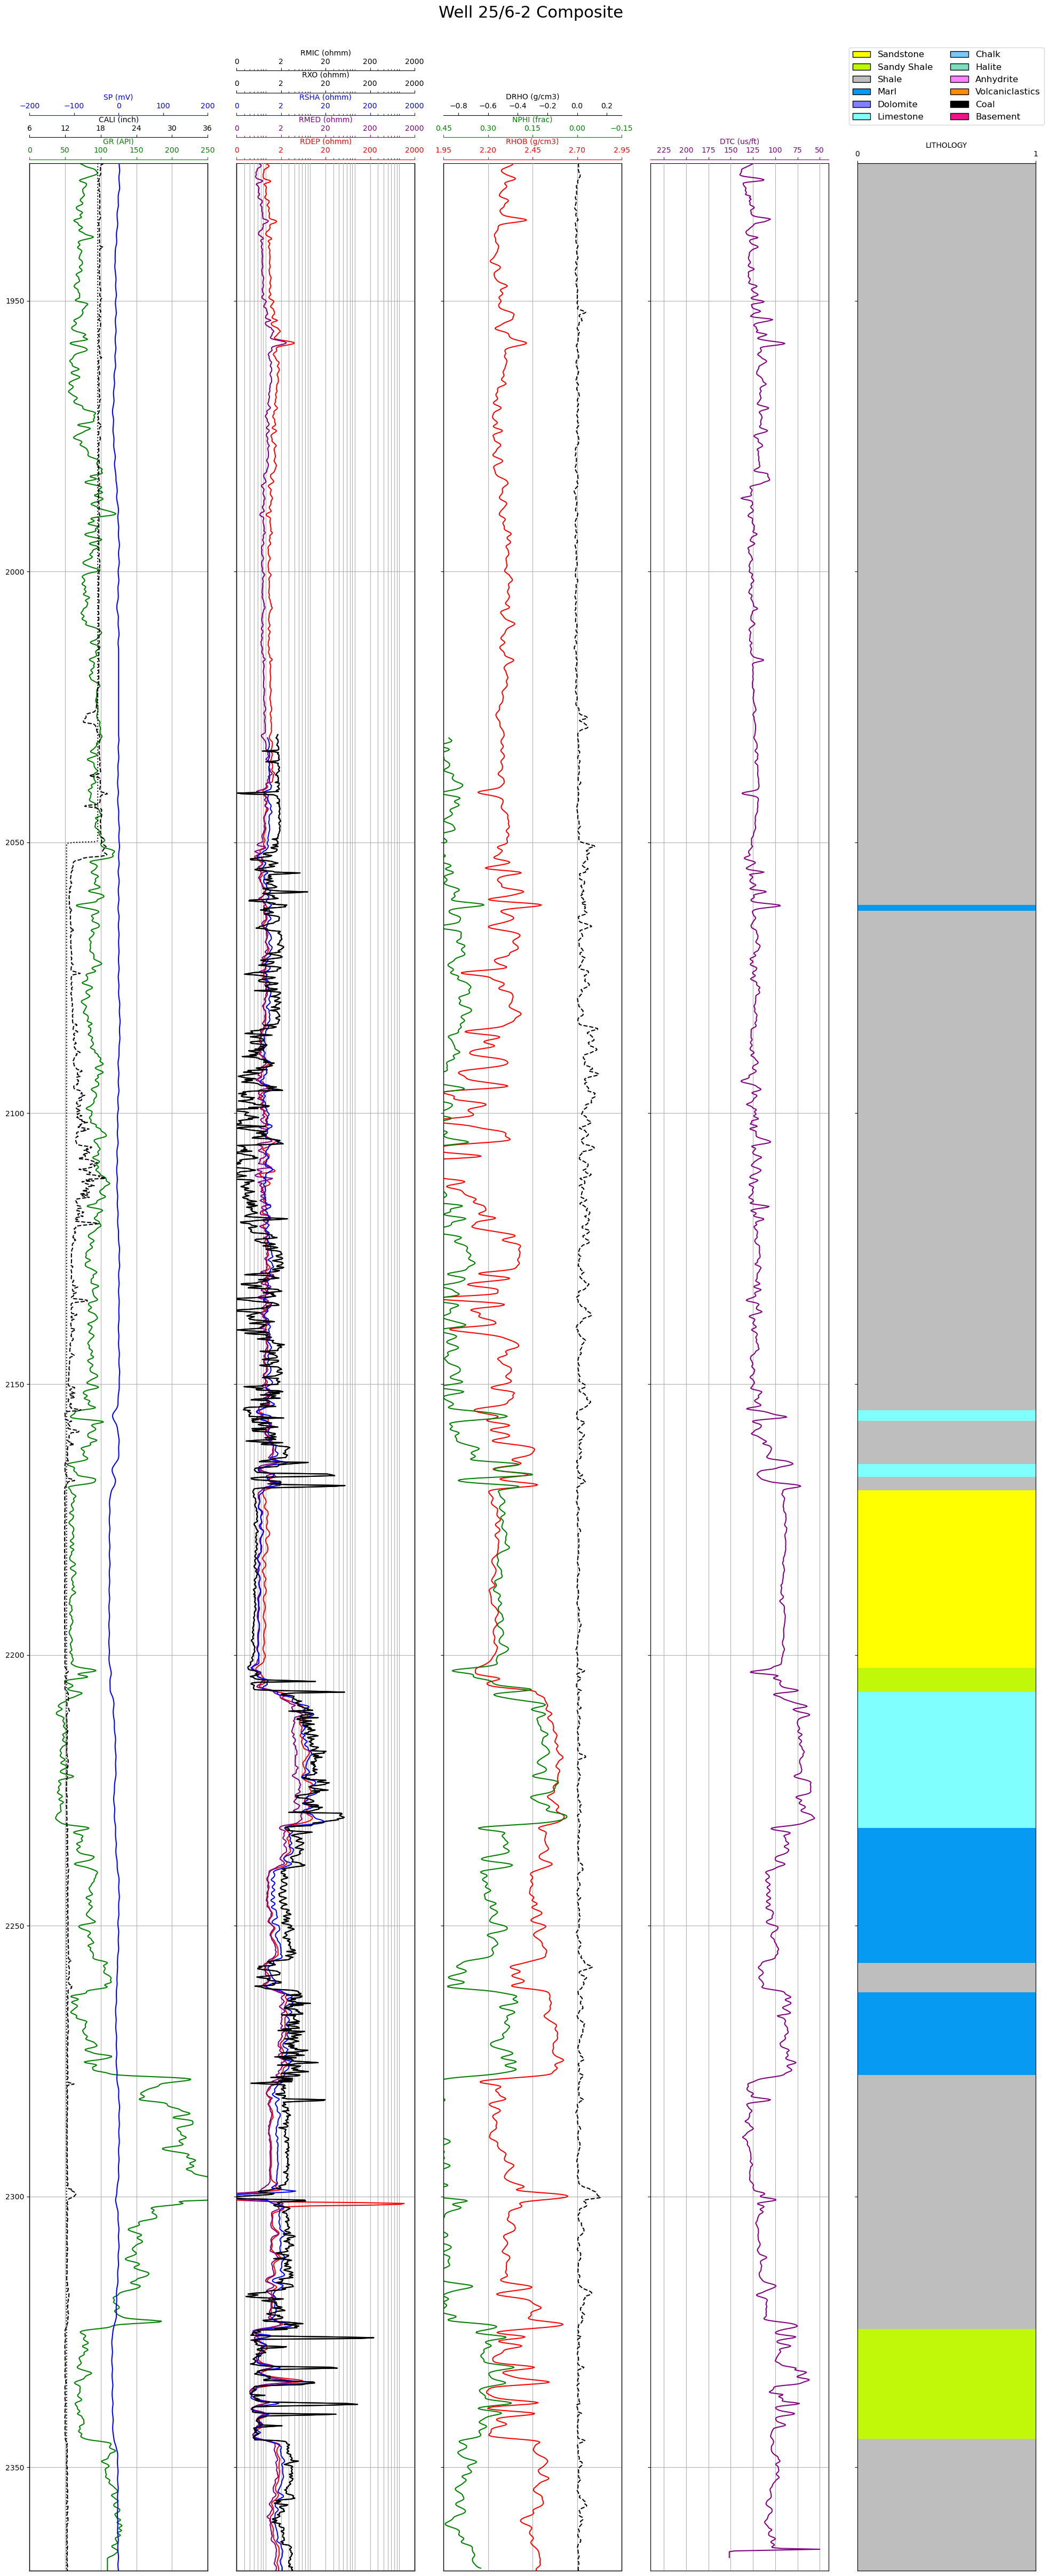 Well 25/6-2 Composite
RMIC (ohmm)
0 2 20 200 2000
RXO (ohmm)
0 2 20 200 2000
SP (mV)
−200 −100 0 100 200
RSHA (ohmm)
0 2 20 200 2000
DRHO (g/cm3)
−0.8 −0.6 −0.4 −0.2 0.0 0.2
CALI (inch)
6 12 18 24 30 36
RMED (ohmm)
0 2 20 200 2000
NPHI (frac)
0.45 0.30 0.15 0.00 −0.15
GR (API)
0 50 100 150 200 250
RDEP (ohmm)
0 2 20 200 2000
RHOB (g/cm3)
1.95 2.20 2.45 2.70 2.95
DTC (us/ft)
225 200 175 150 125 100 75 50
LITHOLOGY
0 1
Sandstone
Sandy Shale
Shale
Marl
Dolomite
Limestone
Chalk
Halite
Anhydrite
Volcaniclastics
Coal
Basement
1950
2000
2050
2100
2150
2200
2250
2300
2350